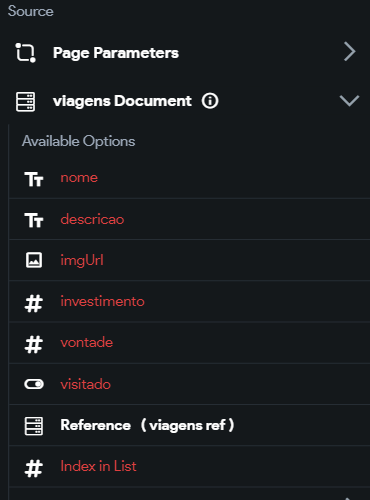 Source
Page Parameters
viagens Document
Available Options
nome
descricao
imgUrl
investimento
vontade
visitado
Reference ( viagens ref )
Index in List